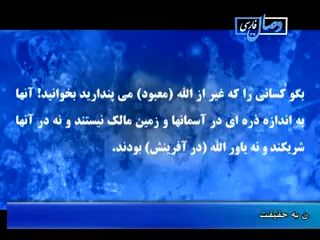 وصال فارسی
بگو کسانی را که غیر از الله (معبود) می پندارید بخوانید! آنها
به اندازه ذره ای در آسمانها و زمین مالک نیستند و نه در آنها
شریکند و نه یاور الله (در آفرینش) بودند.
ن به حقیقت